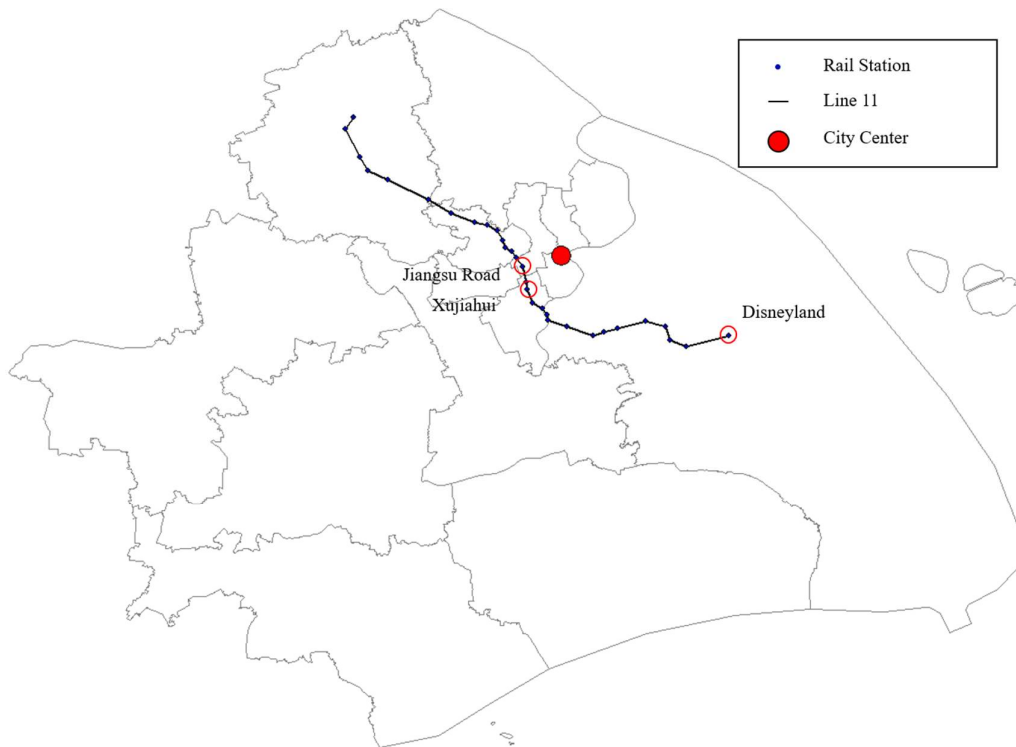 Rail Station
Line 11
City Center
Jiangsu Road
Xujiahui
Disneyland